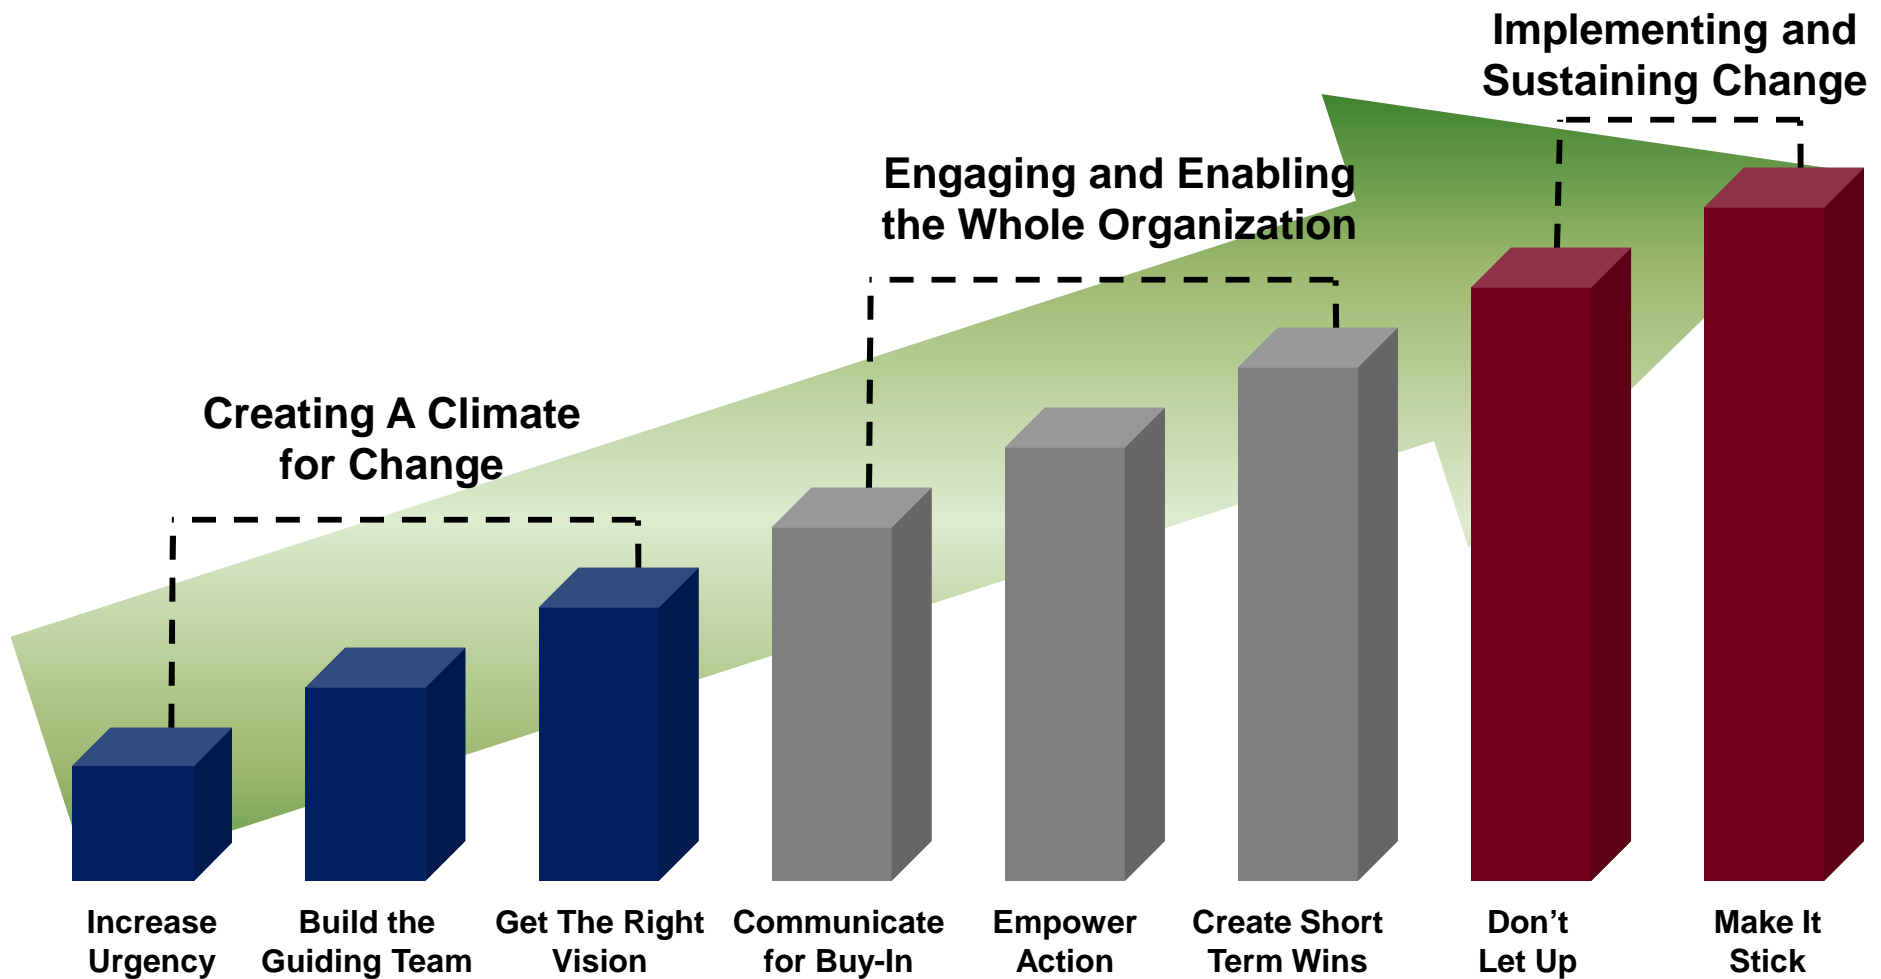 Implementing and
Sustaining Change
Engaging and Enabling
the Whole Organization
Creating A Climate
for Change
Increase
Urgency
Build the
Guiding Team
Get The Right
Vision
Communicate
for Buy-In
Empower
Action
Create Short
Term Wins
Don’t
Let Up
Make It
Stick